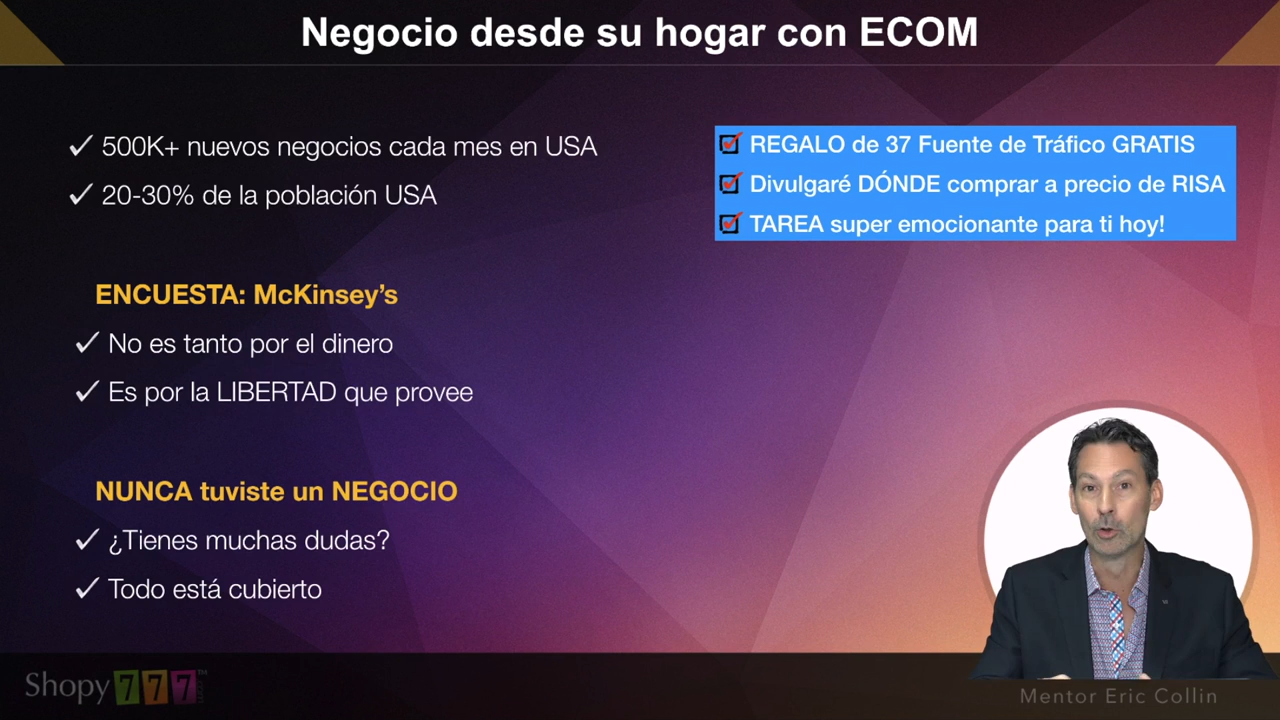 Negocio desde su hogar con ECOM
500K+ nuevos negocios cada mes en USA
20-30% de la población USA
REGALO de 37 Fuente de Tráfico GRATIS
Divulgaré DÓNDE comprar a precio de RISA
TAREA super emocionante para ti hoy!
ENCUESTA: McKinsey’s
No es tanto por el dinero
Es por la LIBERTAD que provee
NUNCA tuviste un NEGOCIO
¿Tienes muchas dudas?
Todo está cubierto
Shopy 777™
Mentor Eric Collin